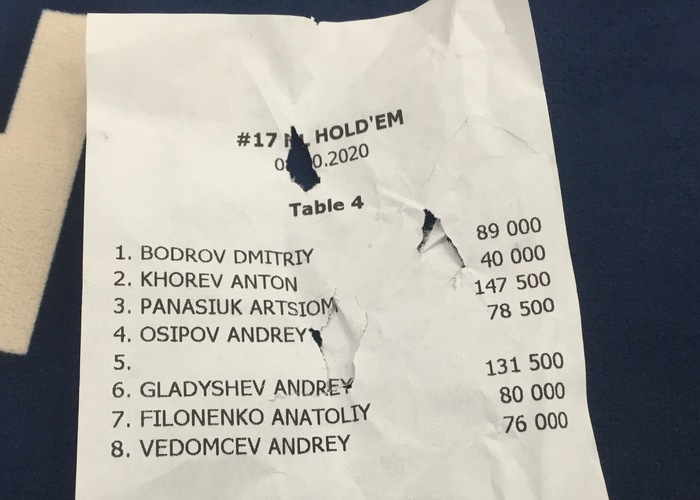 #17 HOLD'EM
Table 4
1. BODROV DMITRIY 89 000
2. KHOREV ANTON 40 000
3. PANASIUK ARTSIOM 147 500
4. OSIPOV ANDREY 78 500
5.
6. GLADYSHEV ANDREY 131 500
7. FILONENKO ANATOLIY 80 000
8. VEDOMCEV ANDREY 76 000